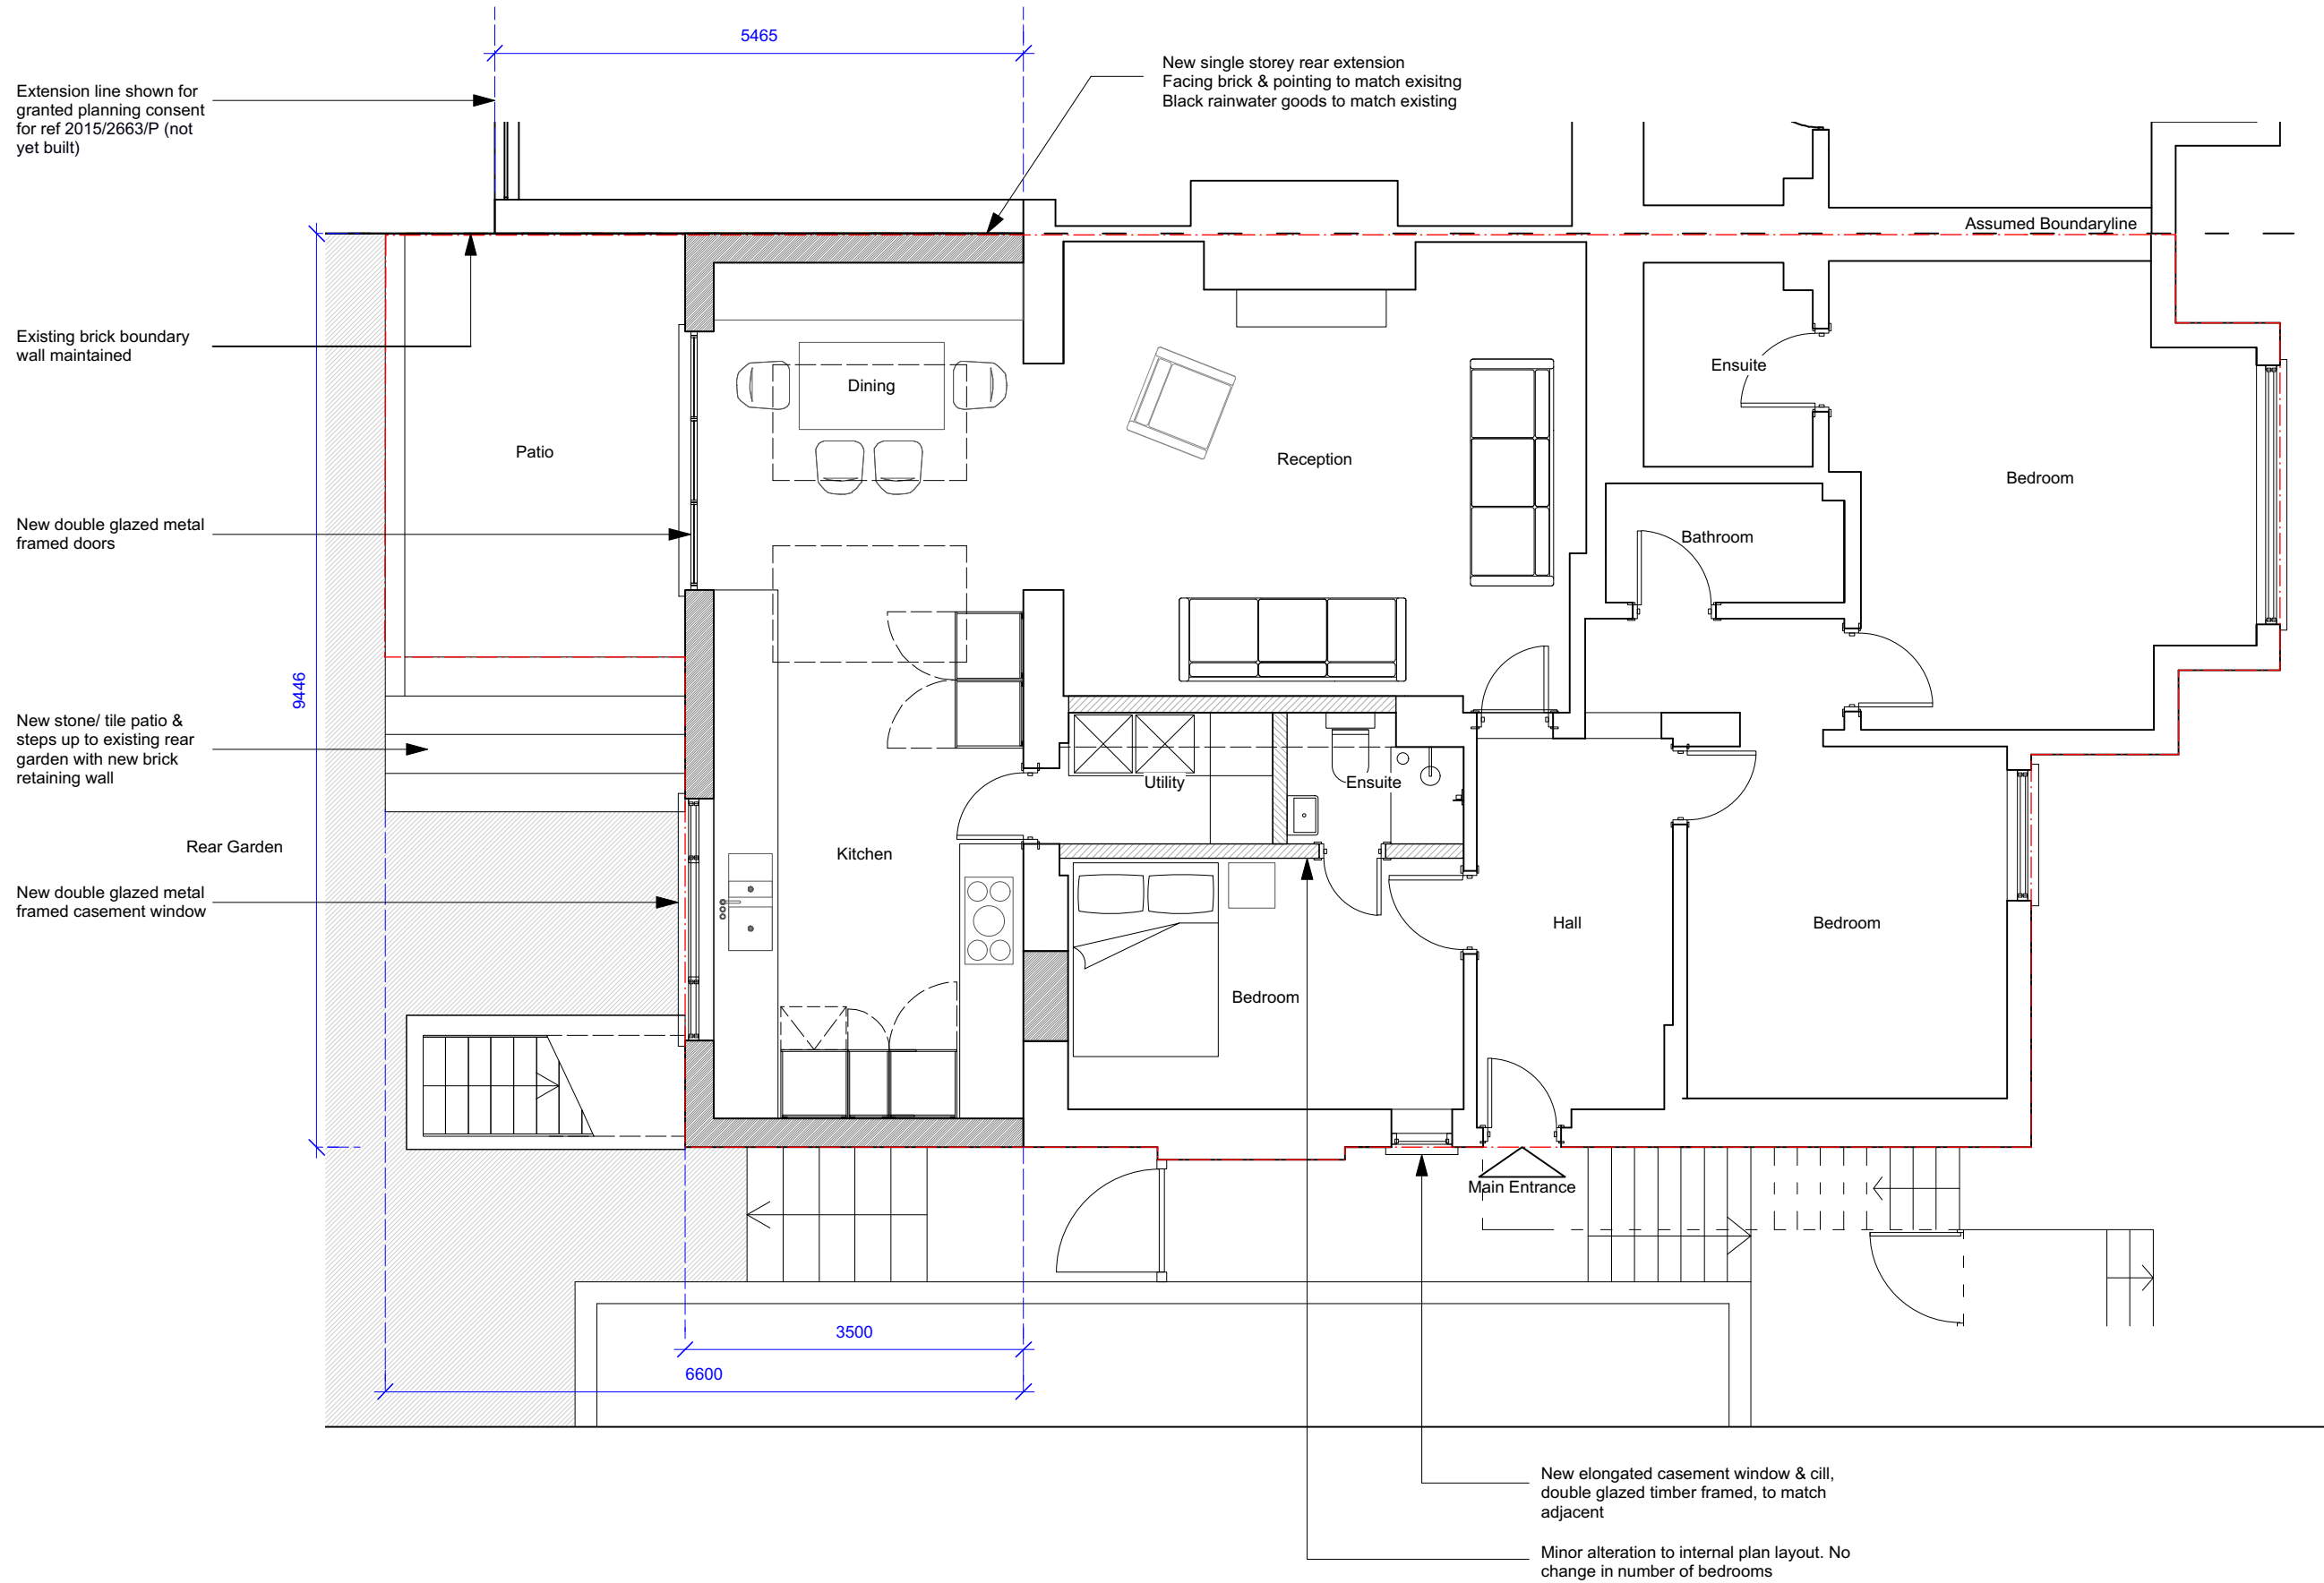 5465
New single storey rear extension
Facing brick & pointing to match exisitng
Black rainwater goods to match existing
Extension line shown for
granted planning consent
for ref 2015/2663/P (not
yet built)
Assumed Boundaryline
Existing brick boundary
wall maintained
Dining
Ensuite
Patio
Reception
Bedroom
New double glazed metal
framed doors
Bathroom
9446
New stone/ tile patio &
steps up to existing rear
garden with new brick
retaining wall
Utility
Ensuite
Rear Garden
Kitchen
New double glazed metal
framed casement window
Hall
Bedroom
Bedroom
Main Entrance
3500
6600
New elongated casement window & cill,
double glazed timber framed, to match
adjacent
Minor alteration to internal plan layout. No
change in number of bedrooms